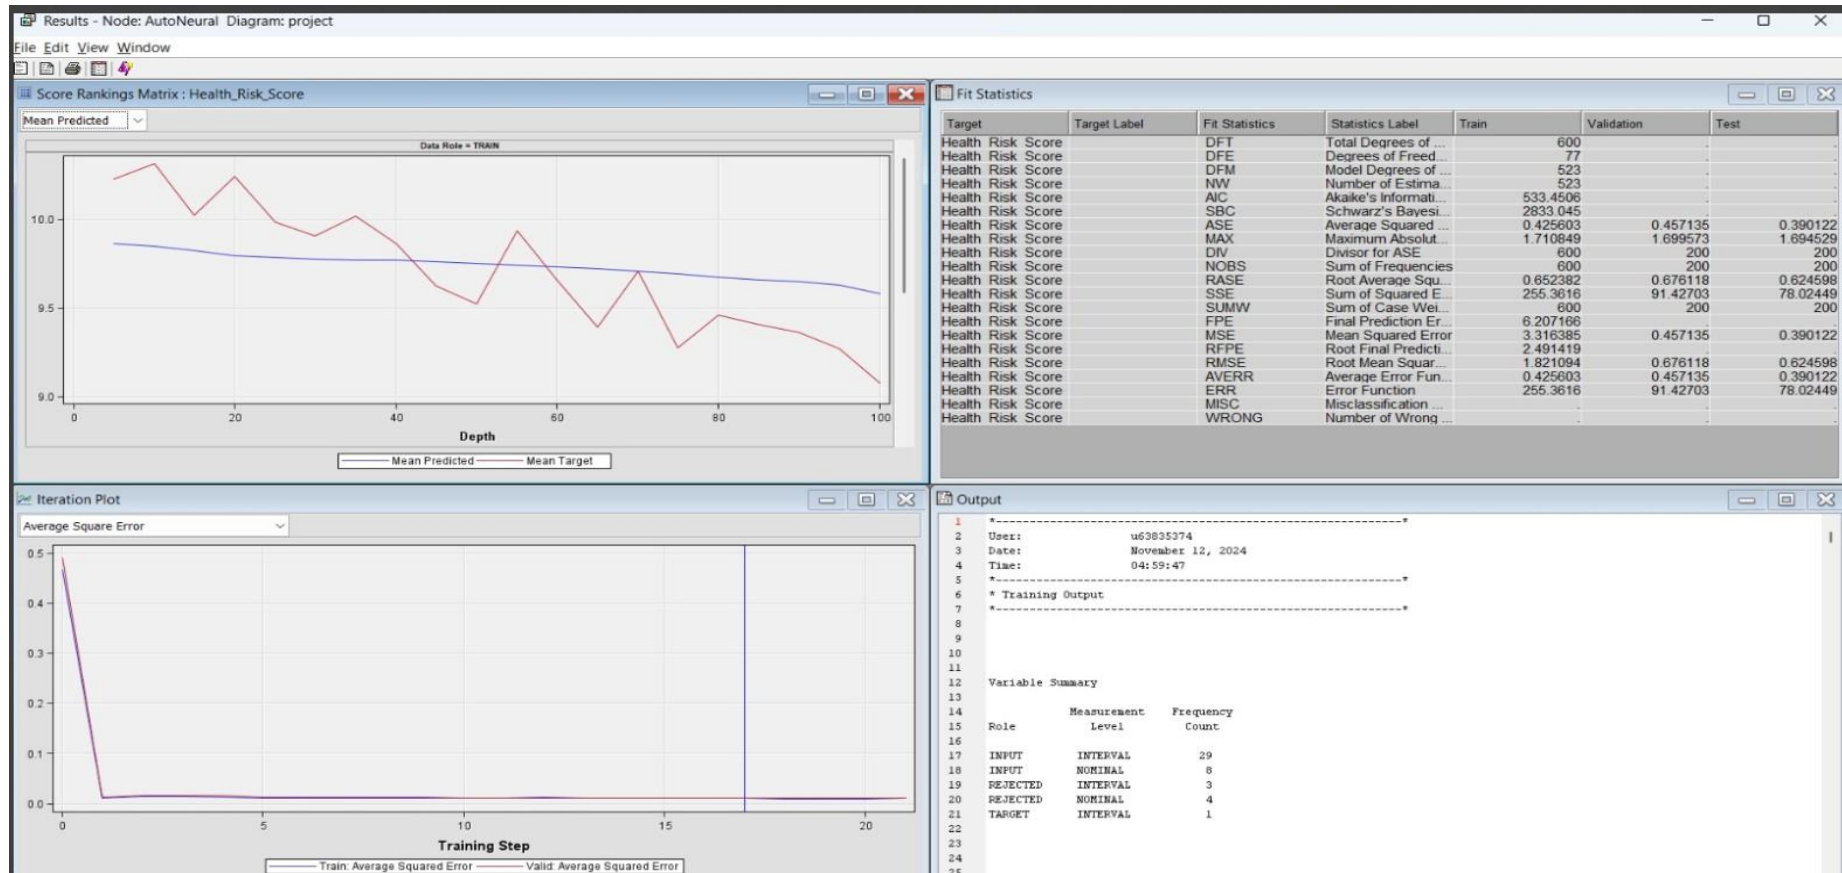 Results - Node: AutoNeural Diagram: project
File Edit View Window
Score Rankings Matrix : Health_Risk_Score
Mean Predicted
Data Role = TRAIN
10.0
9.5
9.0
0 20 40 60 80 100
Depth
Mean Predicted Mean Target
Fit Statistics
Target Target Label Fit Statistics Statistics Label Train Validation Test
Health Risk Score DFT Total Degrees of ... 600 . .
Health Risk Score DFE Degrees of Freed... 77 . .
Health Risk Score DFM Model Degrees of ... 523 . .
Health Risk Score NW Number of Estima... 523 . .
Health Risk Score AIC Akaike's Informati... 533.4506 . .
Health Risk Score SBC Schwarz's Bayesi... 2833.045 . .
Health Risk Score ASE Average Squared ... 0.425603 0.457135 0.390122
Health Risk Score MAX Maximum Absolut... 1.710849 1.699573 1.694529
Health Risk Score DIV Divisor for ASE 600 200 200
Health Risk Score NOBS Sum of Frequencies 600 200 200
Health Risk Score RASE Root Average Squ... 0.652382 0.676118 0.624598
Health Risk Score SSE Sum of Squared E... 255.3616 91.42703 78.02449
Health Risk Score SUMW Sum of Case Wei... 600 200 200
Health Risk Score FPE Final Prediction Er... 6.207166 . .
Health Risk Score MSE Mean Squared Error 3.316385 0.457135 0.390122
Health Risk Score RFPE Root Final Predicti... 2.491419 . .
Health Risk Score RMSE Root Mean Squar... 1.821094 0.676118 0.624598
Health Risk Score AVERR Average Error Fun... 0.425603 0.457135 0.390122
Health Risk Score ERR Error Function 255.3616 91.42703 78.02449
Health Risk Score MISC Misclassification ... . . .
Health Risk Score WRONG Number of Wrong ... . . .
Iteration Plot
Average Square Error
0.5
0.4
0.3
0.2
0.1
0.0
0 5 10 15 20
Training Step
Train: Average Squared Error Valid: Average Squared Error
Output
1 *------------------------------------------------------------*
2 User: u63835374
3 Date: November 12, 2024
4 Time: 04:59:47
5 *------------------------------------------------------------*
6 * Training Output
7 *------------------------------------------------------------*
8
9
10
11
12 Variable Summary
13
14 Measurement Frequency
15 Role Level Count
16
17 INPUT INTERVAL 29
18 INPUT NOMINAL 8
19 REJECTED INTERVAL 3
20 REJECTED NOMINAL 4
21 TARGET INTERVAL 1
22
23
24
25